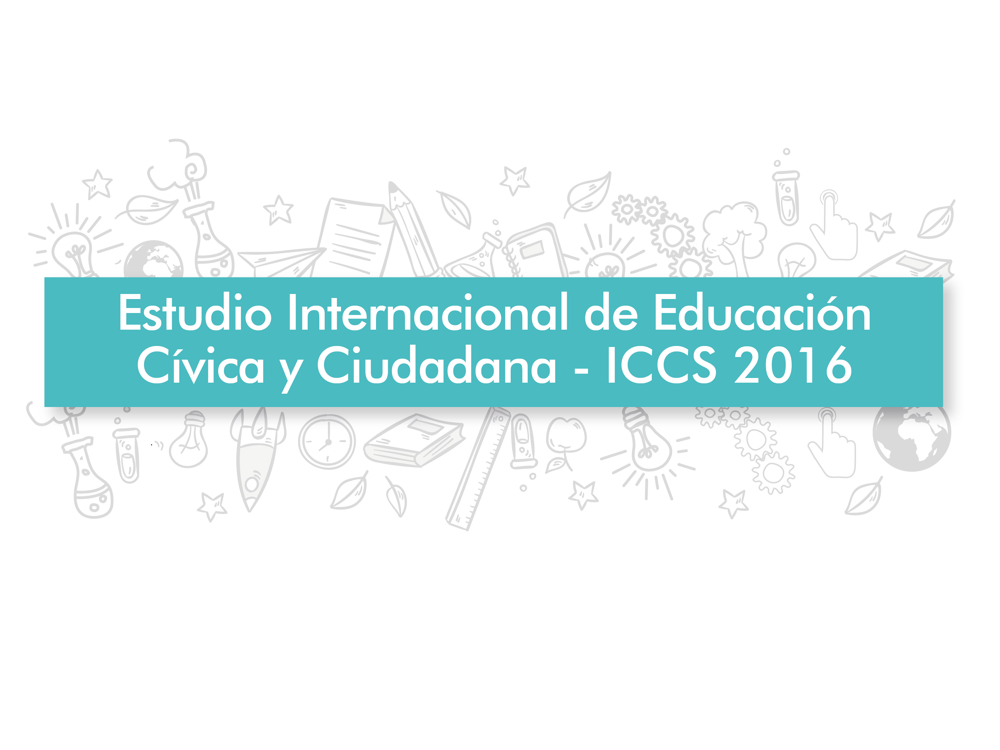 Estudio Internacional de Educación
Cívica y Ciudadana - ICCS 2016